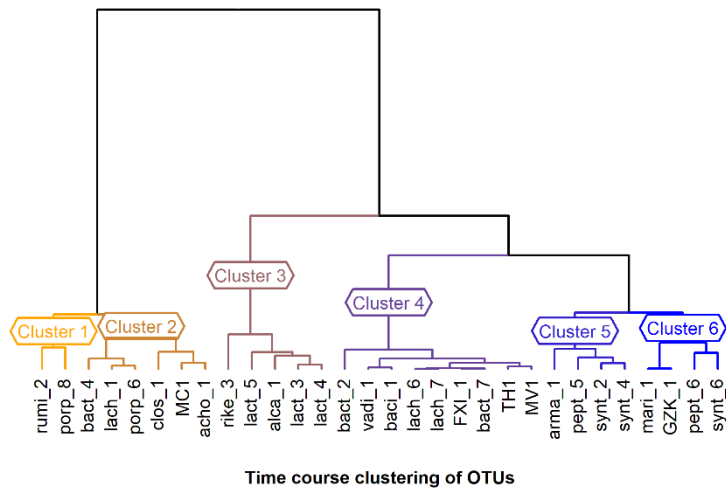 Cluster 3
Cluster 4
Cluster 1
Cluster 2
Cluster 5
Cluster 6
rumi_2
porp_8
bact_4
lach_1
porp_6
clos_1
MC1
acho_1
rike_3
lact_5
alca_1
lact_3
lact_4
bact_2
vadi_1
baci_1
lach_6
lach_7
FXI_1
bact_7
TH1
MV1
arma_1
pept_5
synt_2
synt_4
mari_1
GZK_1
pept_6
synt_6
Time course clustering of OTUs